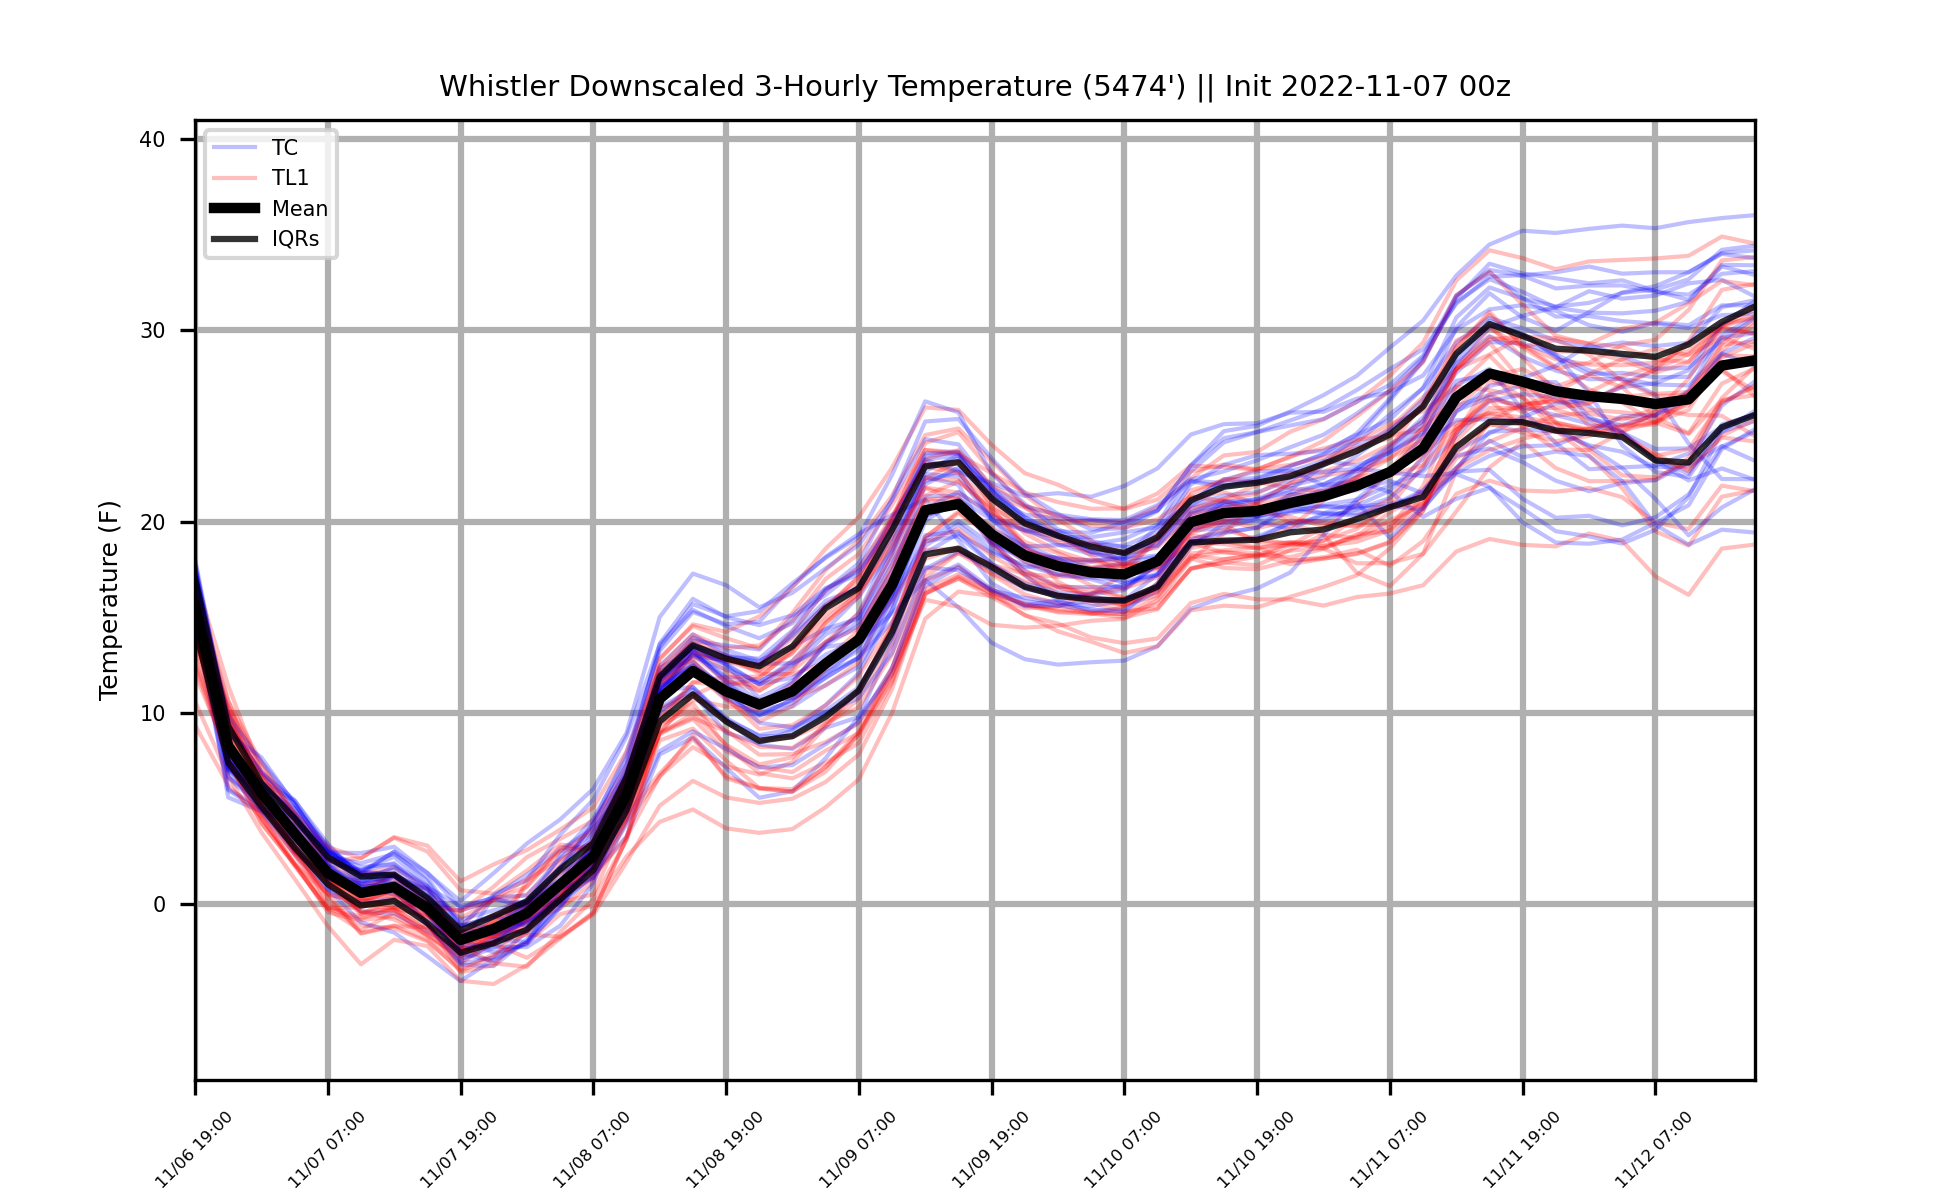 Whistler Downscaled 3-Hourly Temperature (5474') || Init 2022-11-07 00z
TC
TL1
Mean
IQRs
Temperature (F)
40
30
20
10
0
11/06 19:00
11/07 07:00
11/07 19:00
11/08 07:00
11/08 19:00
11/09 07:00
11/09 19:00
11/10 07:00
11/10 19:00
11/11 07:00
11/11 19:00
11/12 07:00